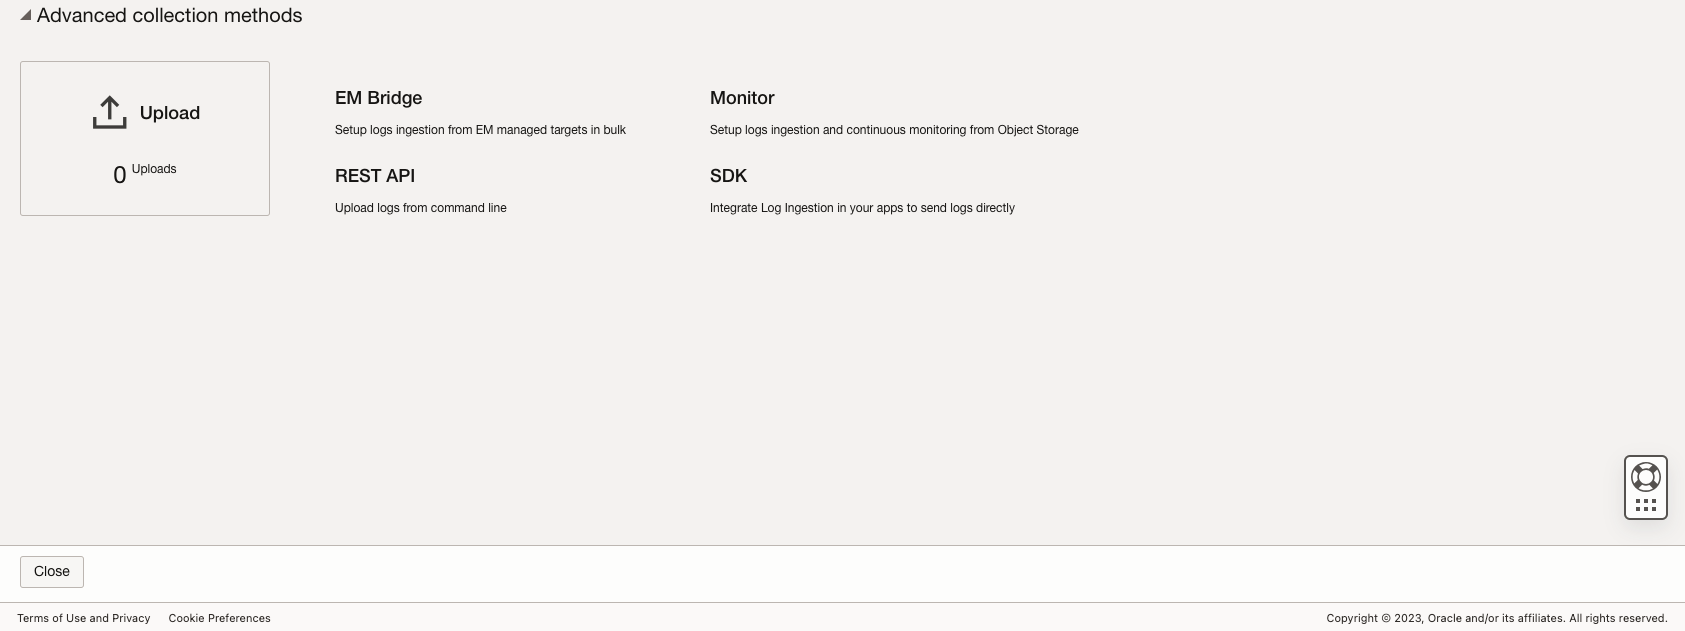 Advanced collection methods
Upload
0 Uploads
EM Bridge
Setup logs ingestion from EM managed targets in bulk
Monitor
Setup logs ingestion and continuous monitoring from Object Storage
REST API
Upload logs from command line
SDK
Integrate Log Ingestion in your apps to send logs directly
Close
Terms of Use and Privacy Cookie Preferences
Copyright © 2023, Oracle and/or its affiliates. All rights reserved.